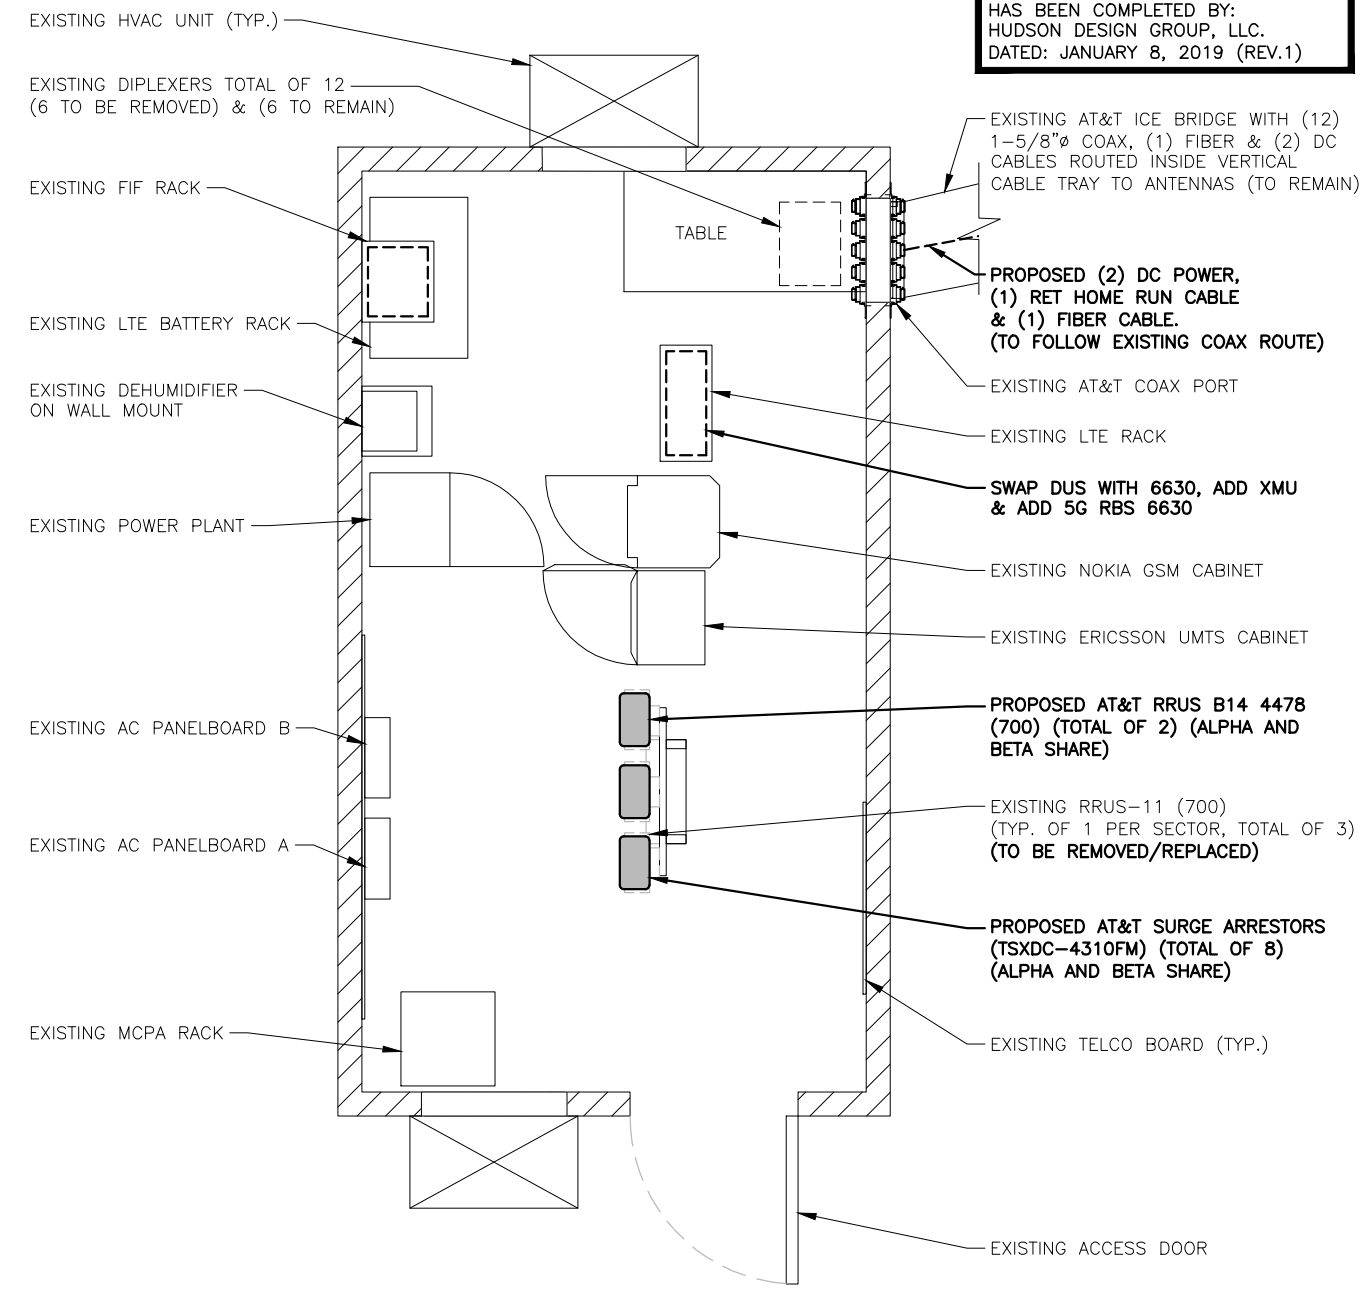 HAS BEEN COMPLETED BY:
HUDSON DESIGN GROUP, LLC.
DATED: JANUARY 8, 2019 (REV.1)
EXISTING HVAC UNIT (TYP.)
EXISTING DIPLEXERS TOTAL OF 12
(6 TO BE REMOVED) & (6 TO REMAIN)
EXISTING FIF RACK
EXISTING LTE BATTERY RACK
EXISTING DEHUMIDIFIER
ON WALL MOUNT
EXISTING POWER PLANT
EXISTING AC PANELBOARD B
EXISTING AC PANELBOARD A
EXISTING MCPA RACK
TABLE
EXISTING AT&T ICE BRIDGE WITH (12)
1-5/8"ø COAX, (1) FIBER & (2) DC
CABLES ROUTED INSIDE VERTICAL
CABLE TRAY TO ANTENNAS (TO REMAIN)
PROPOSED (2) DC POWER,
(1) RET HOME RUN CABLE
& (1) FIBER CABLE.
(TO FOLLOW EXISTING COAX ROUTE)
EXISTING AT&T COAX PORT
EXISTING LTE RACK
SWAP DUS WITH 6630, ADD XMU
& ADD 5G RBS 6630
EXISTING NOKIA GSM CABINET
EXISTING ERICSSON UMTS CABINET
PROPOSED AT&T RRUS B14 4478
(700) (TOTAL OF 2) (ALPHA AND
BETA SHARE)
EXISTING RRUS-11 (700)
(TYP. OF 1 PER SECTOR, TOTAL OF 3)
(TO BE REMOVED/REPLACED)
PROPOSED AT&T SURGE ARRESTORS
(TSXDC-4310FM) (TOTAL OF 8)
(ALPHA AND BETA SHARE)
EXISTING TELCO BOARD (TYP.)
EXISTING ACCESS DOOR